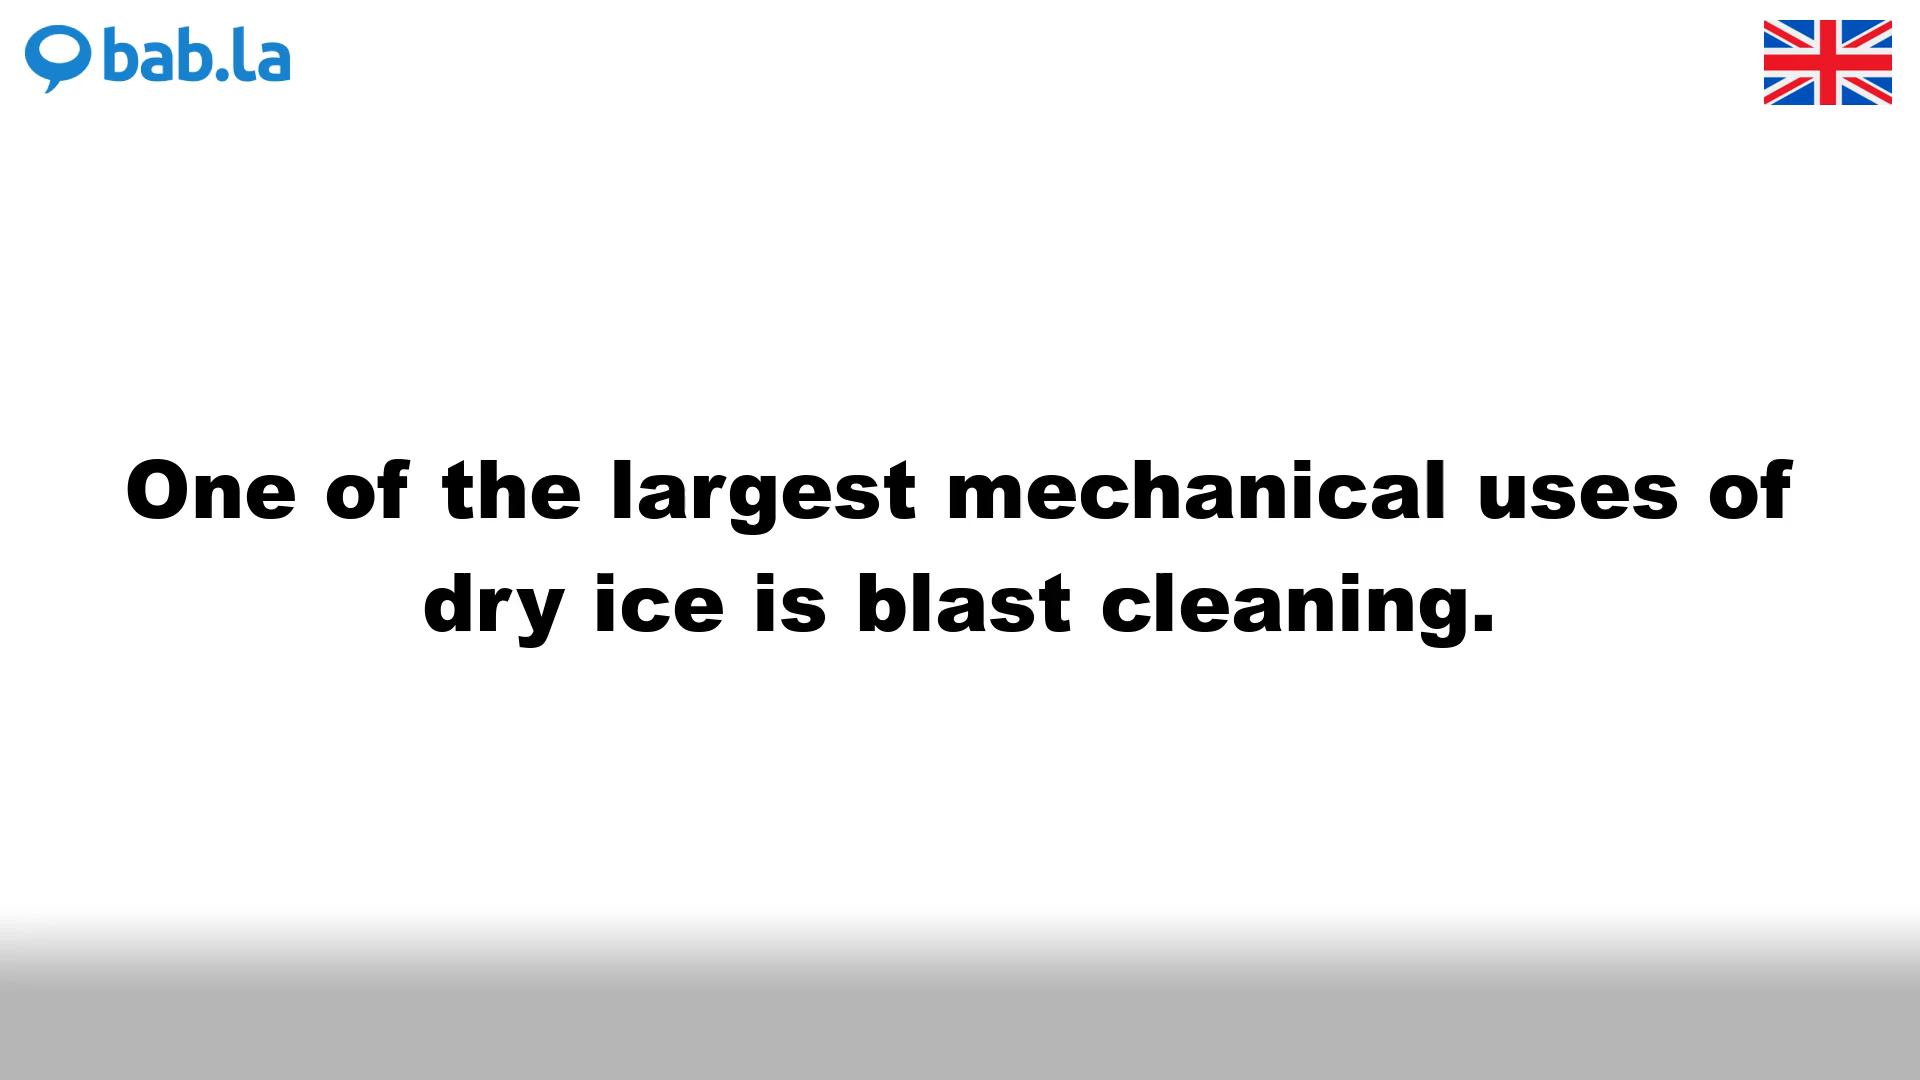 bab.la
One of the largest mechanical uses of
dry ice is blast cleaning.